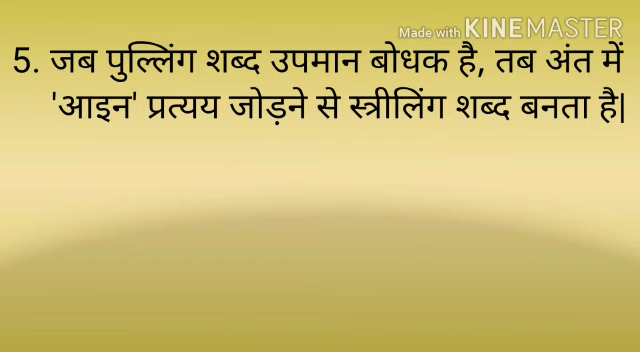 Made with KINEMASTER
5. जब पुल्लिंग शब्द उपमान बोधक है, तब अंत में
'आइन' प्रत्यय जोड़ने से स्त्रीलिंग शब्द बनता है|